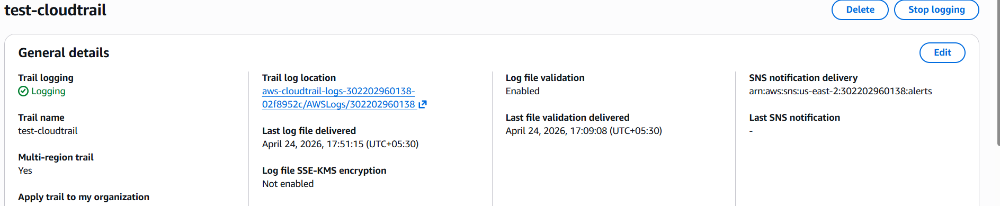 test-cloudtrail
Delete
Stop logging
General details
Edit
Trail logging
Logging
Trail name
test-cloudtrail
Multi-region trail
Yes
Apply trail to my organization
Trail log location
aws-cloudtrail-logs-302202960138-
02f8952c/AWSLogs/302202960138
Last log file delivered
April 24, 2026, 17:51:15 (UTC+05:30)
Log file SSE-KMS encryption
Not enabled
Log file validation
Enabled
Last file validation delivered
April 24, 2026, 17:09:08 (UTC+05:30)
SNS notification delivery
arn:aws:sns:us-east-2:302202960138:alerts
Last SNS notification
-